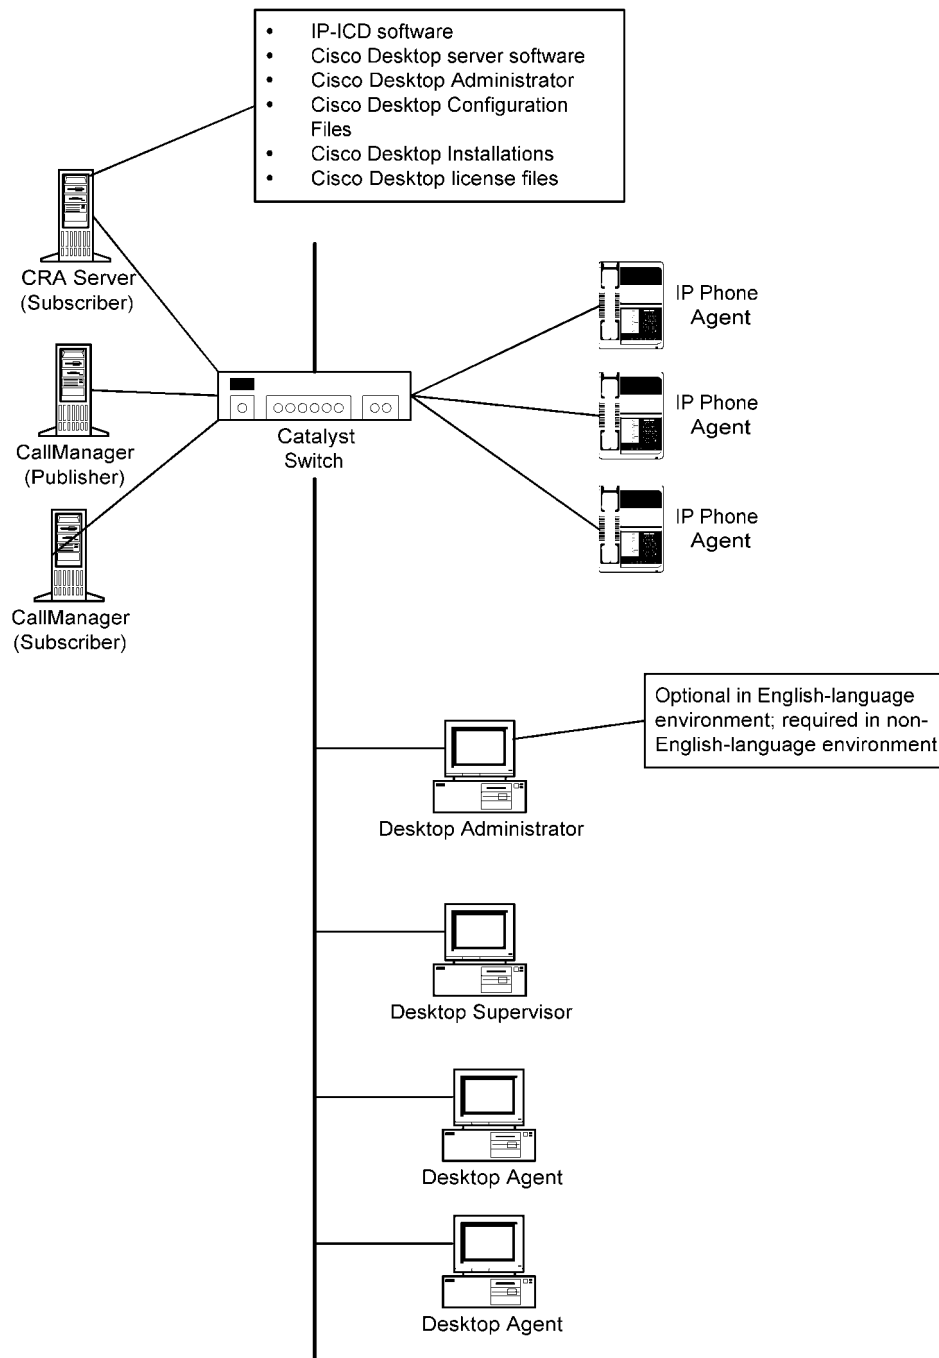 • IP-ICD software
• Cisco Desktop server software
• Cisco Desktop Administrator
• Cisco Desktop Configuration
Files
• Cisco Desktop Installations
• Cisco Desktop license files
CRA Server
(Subscriber)
IP Phone
Agent
CallManager
(Publisher)
Catalyst
Switch
IP Phone
Agent
CallManager
(Subscriber)
IP Phone
Agent
Optional in English-language
environment; required in non-
English-language environment
Desktop Administrator
Desktop Supervisor
Desktop Agent
Desktop Agent